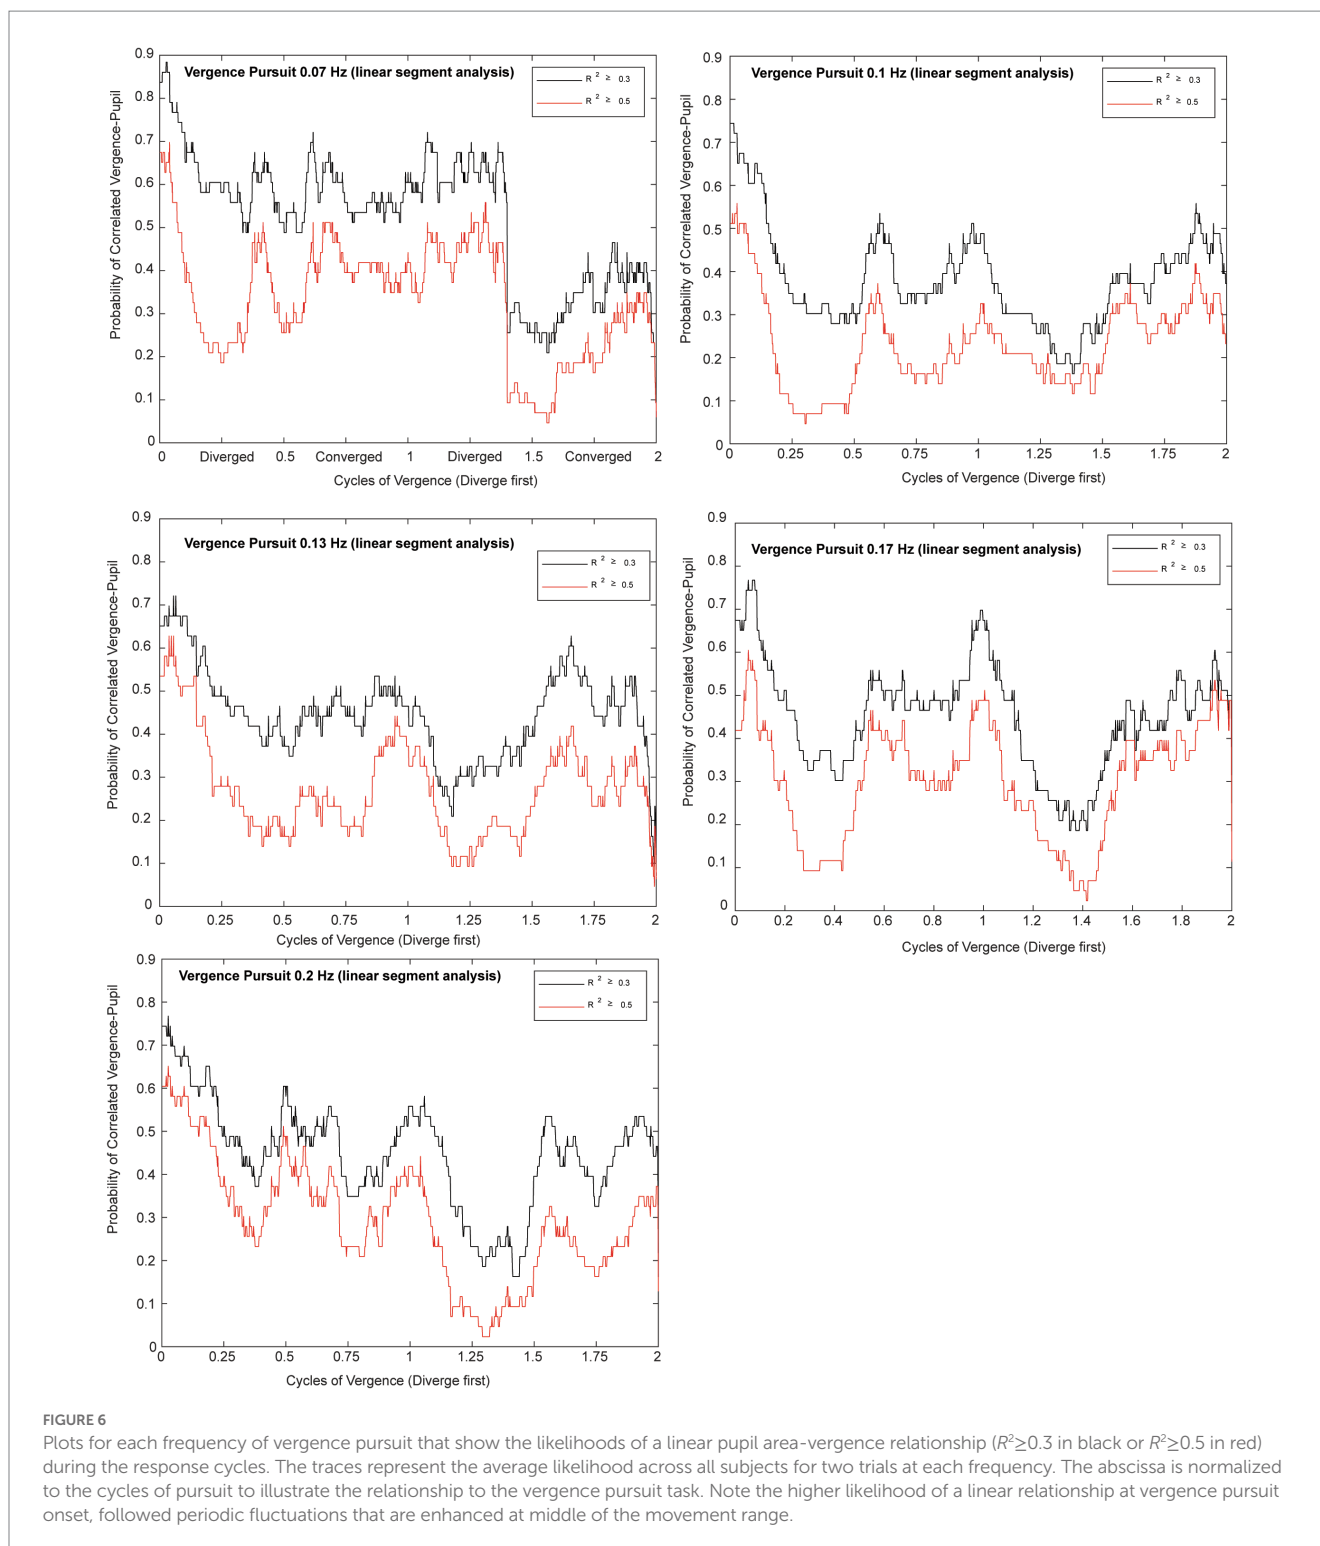 Vergence Pursuit 0.07 Hz (linear segment analysis)
R 2 ≥ 0.3
R 2 ≥ 0.5
Probability of Correlated Vergence-Pupil
0.9
0.8
0.7
0.6
0.5
0.4
0.3
0.2
0.1
0
0 Diverged 0.5 Converged 1 Diverged 1.5 Converged 2
Cycles of Vergence (Diverge first)
Vergence Pursuit 0.1 Hz (linear segment analysis)
R 2 ≥ 0.3
R 2 ≥ 0.5
Probability of Correlated Vergence-Pupil
0.9
0.8
0.7
0.6
0.5
0.4
0.3
0.2
0.1
0
0 0.25 0.5 0.75 1 1.25 1.5 1.75 2
Cycles of Vergence (Diverge first)
Vergence Pursuit 0.13 Hz (linear segment analysis)
R 2 ≥ 0.3
R 2 ≥ 0.5
Probability of Correlated Vergence-Pupil
0.9
0.8
0.7
0.6
0.5
0.4
0.3
0.2
0.1
0
0 0.25 0.5 0.75 1 1.25 1.5 1.75 2
Cycles of Vergence (Diverge first)
Vergence Pursuit 0.17 Hz (linear segment analysis)
R 2 ≥ 0.3
R 2 ≥ 0.5
Probability of Correlated Vergence-Pupil
0.9
0.8
0.7
0.6
0.5
0.4
0.3
0.2
0.1
0
0 0.2 0.4 0.6 0.8 1 1.2 1.4 1.6 1.8 2
Cycles of Vergence (Diverge first)
Vergence Pursuit 0.2 Hz (linear segment analysis)
R 2 ≥ 0.3
R 2 ≥ 0.5
Probability of Correlated Vergence-Pupil
0.9
0.8
0.7
0.6
0.5
0.4
0.3
0.2
0.1
0
0 0.25 0.5 0.75 1 1.25 1.5 1.75 2
Cycles of Vergence (Diverge first)
FIGURE 6
Plots for each frequency of vergence pursuit that show the likelihoods of a linear pupil area-vergence relationship (R²≥0.3 in black or R²≥0.5 in red)
during the response cycles. The traces represent the average likelihood across all subjects for two trials at each frequency. The abscissa is normalized
to the cycles of pursuit to illustrate the relationship to the vergence pursuit task. Note the higher likelihood of a linear relationship at vergence pursuit
onset, followed periodic fluctuations that are enhanced at middle of the movement range.